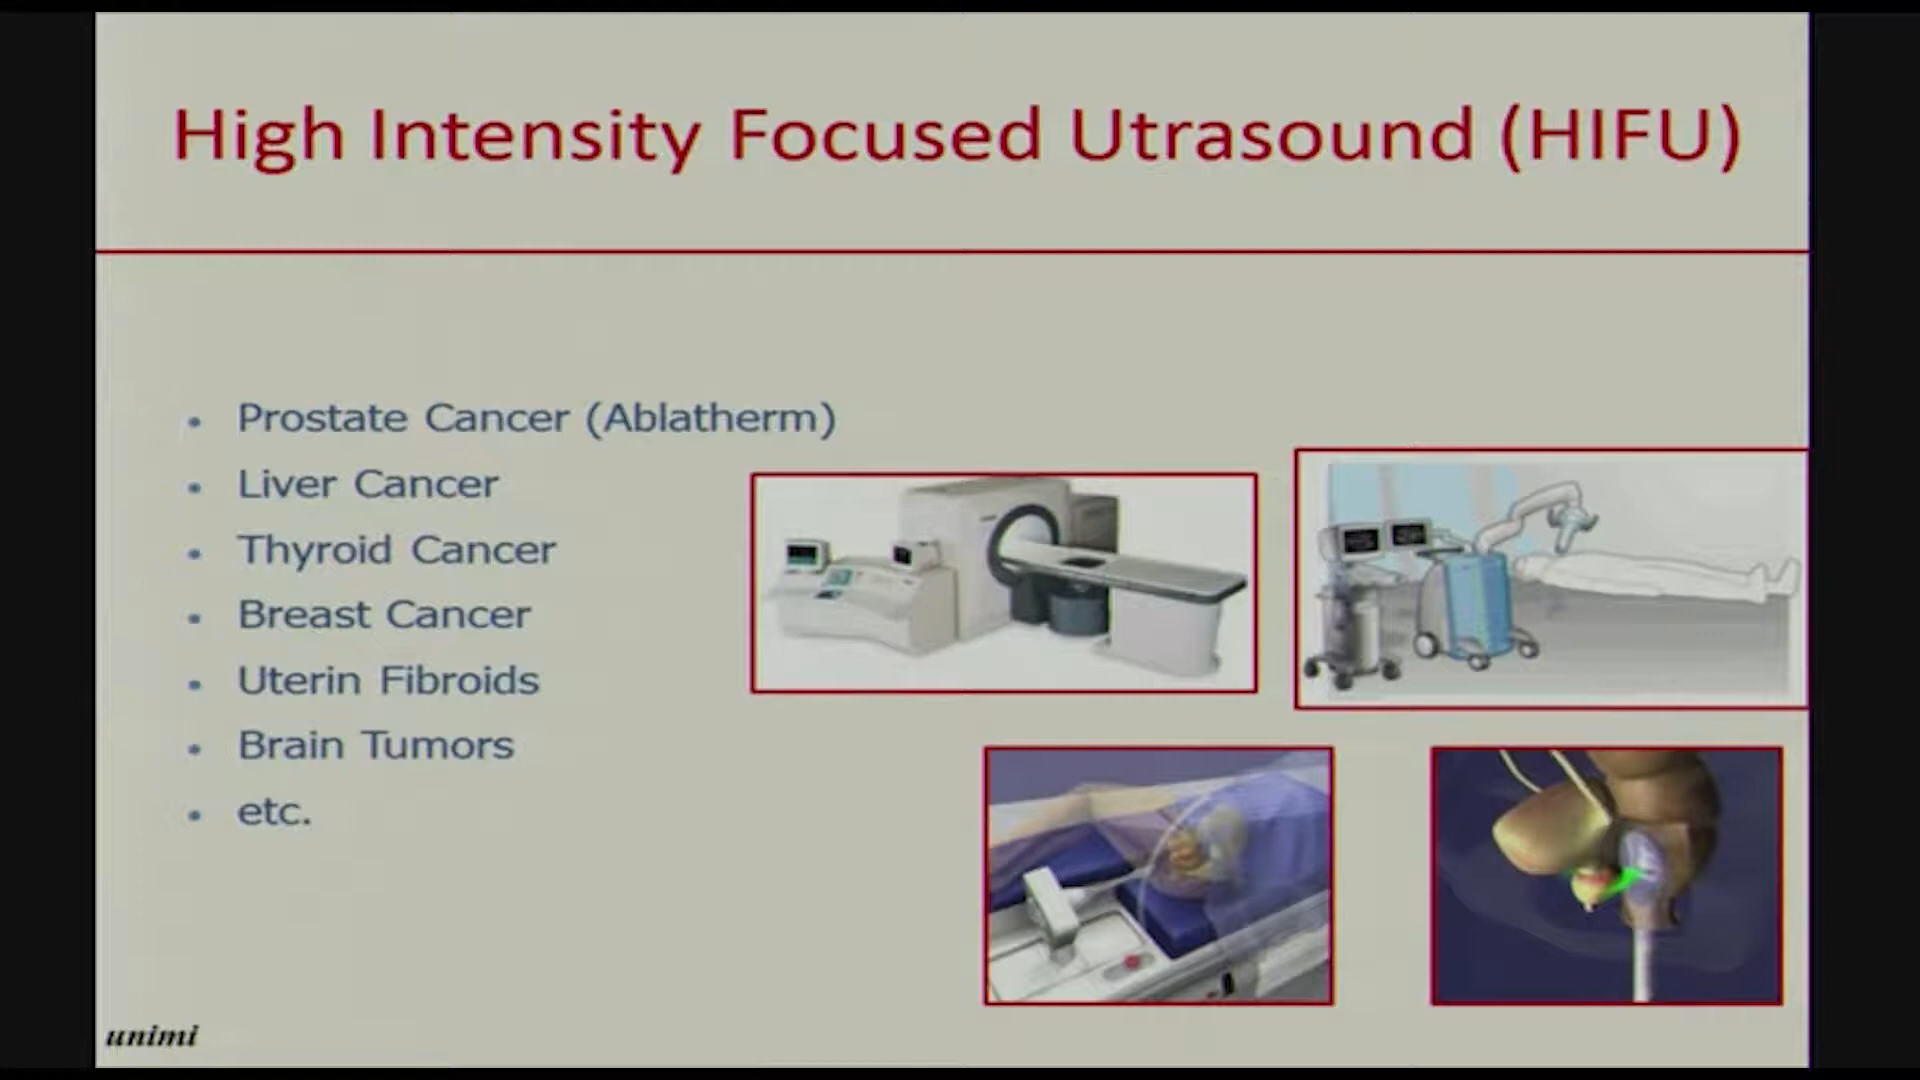 High Intensity Focused Utrasound (HIFU)
• Prostate Cancer (Ablatherm)
• Liver Cancer
• Thyroid Cancer
• Breast Cancer
• Uterin Fibroids
• Brain Tumors
• etc.
unimi